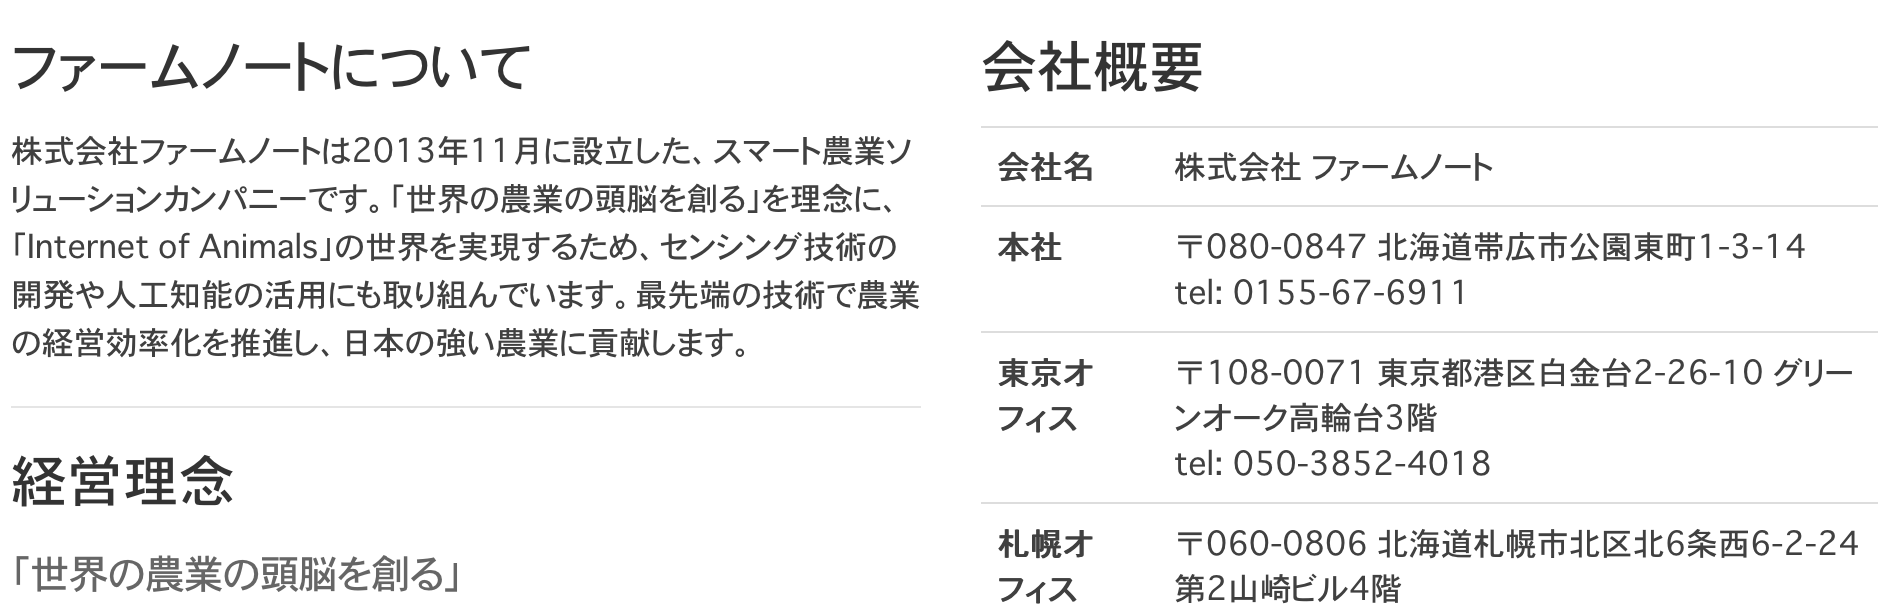 ファームノートについて
株式会社ファームノートは2013年11月に設立した、スマート農業ソ
リューションカンパニーです。「世界の農業の頭脳を創る」を理念に、
「Internet of Animals」の世界を実現するため、センシング技術の
開発や人工知能の活用にも取り組んでいます。最先端の技術で農業
の経営効率化を推進し、日本の強い農業に貢献します。
経営理念
「世界の農業の頭脳を創る」
会社概要
会社名 株式会社 ファームノート
本社 〒080-0847 北海道帯広市公園東町1-3-14
tel: 0155-67-6911
東京オ 〒108-0071 東京都港区白金台2-26-10 グリー
フィス ンオーク高輪台3階
tel: 050-3852-4018
札幌オ 〒060-0806 北海道札幌市北区北6条西6-2-24
フィス 第2山崎ビル4階